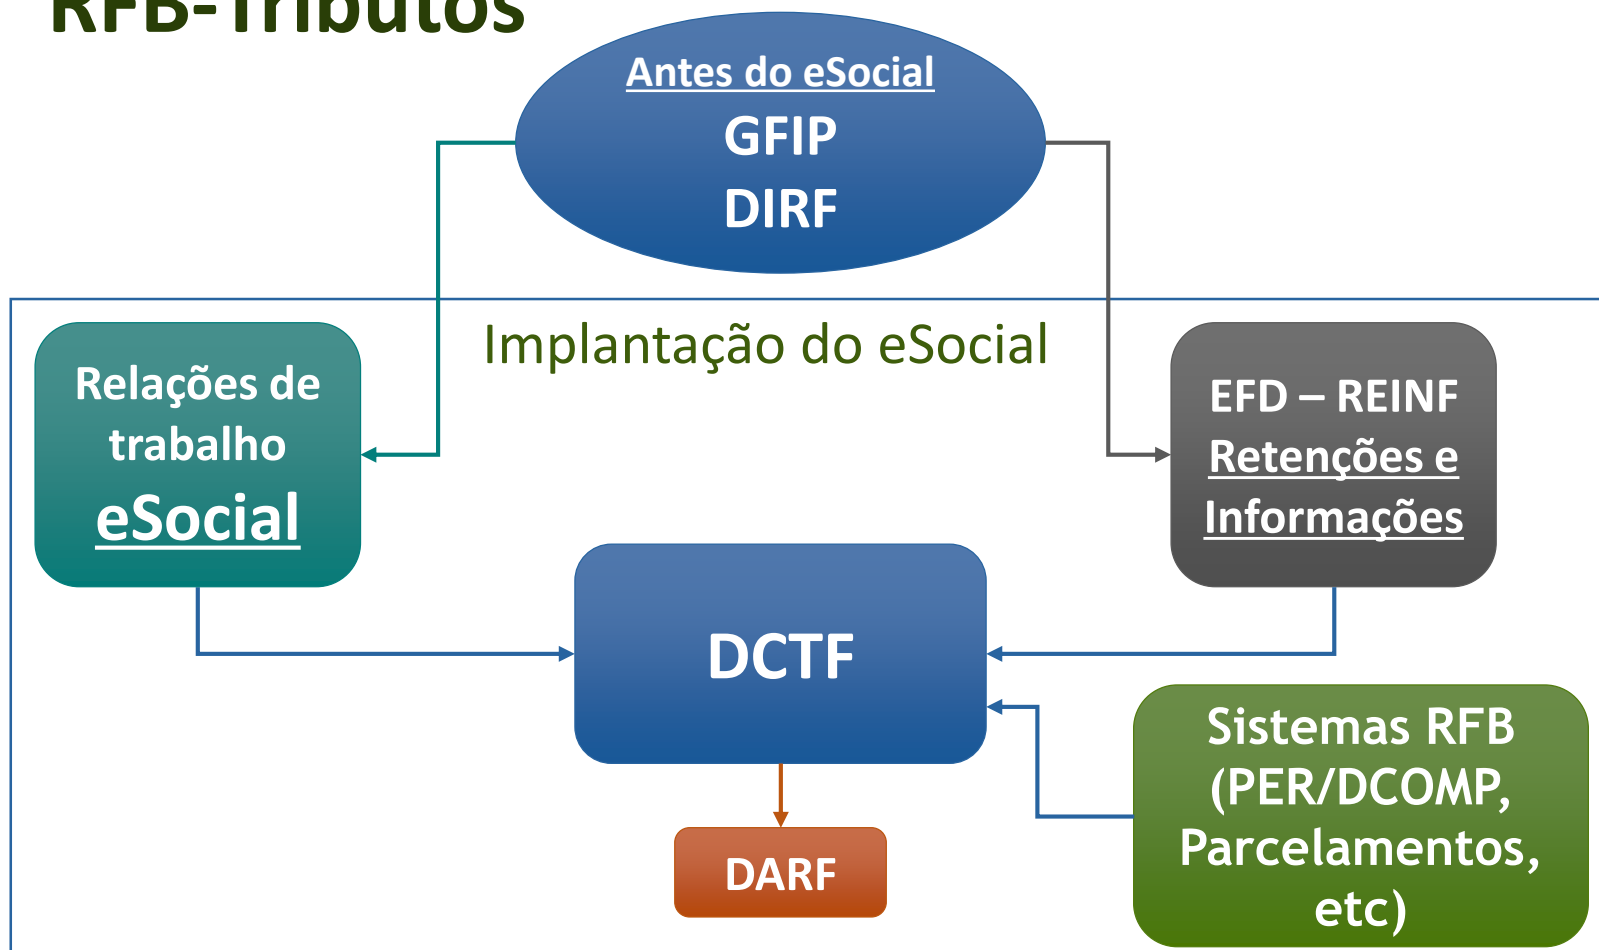 RFB-Tributos
Antes do eSocial
GFIP
DIRF
Implantação do eSocial
Relações de
trabalho
eSocial
EFD – REINF
Retenções e
Informações
DCTF
Sistemas RFB
(PER/DCOMP,
Parcelamentos,
etc)
DARF